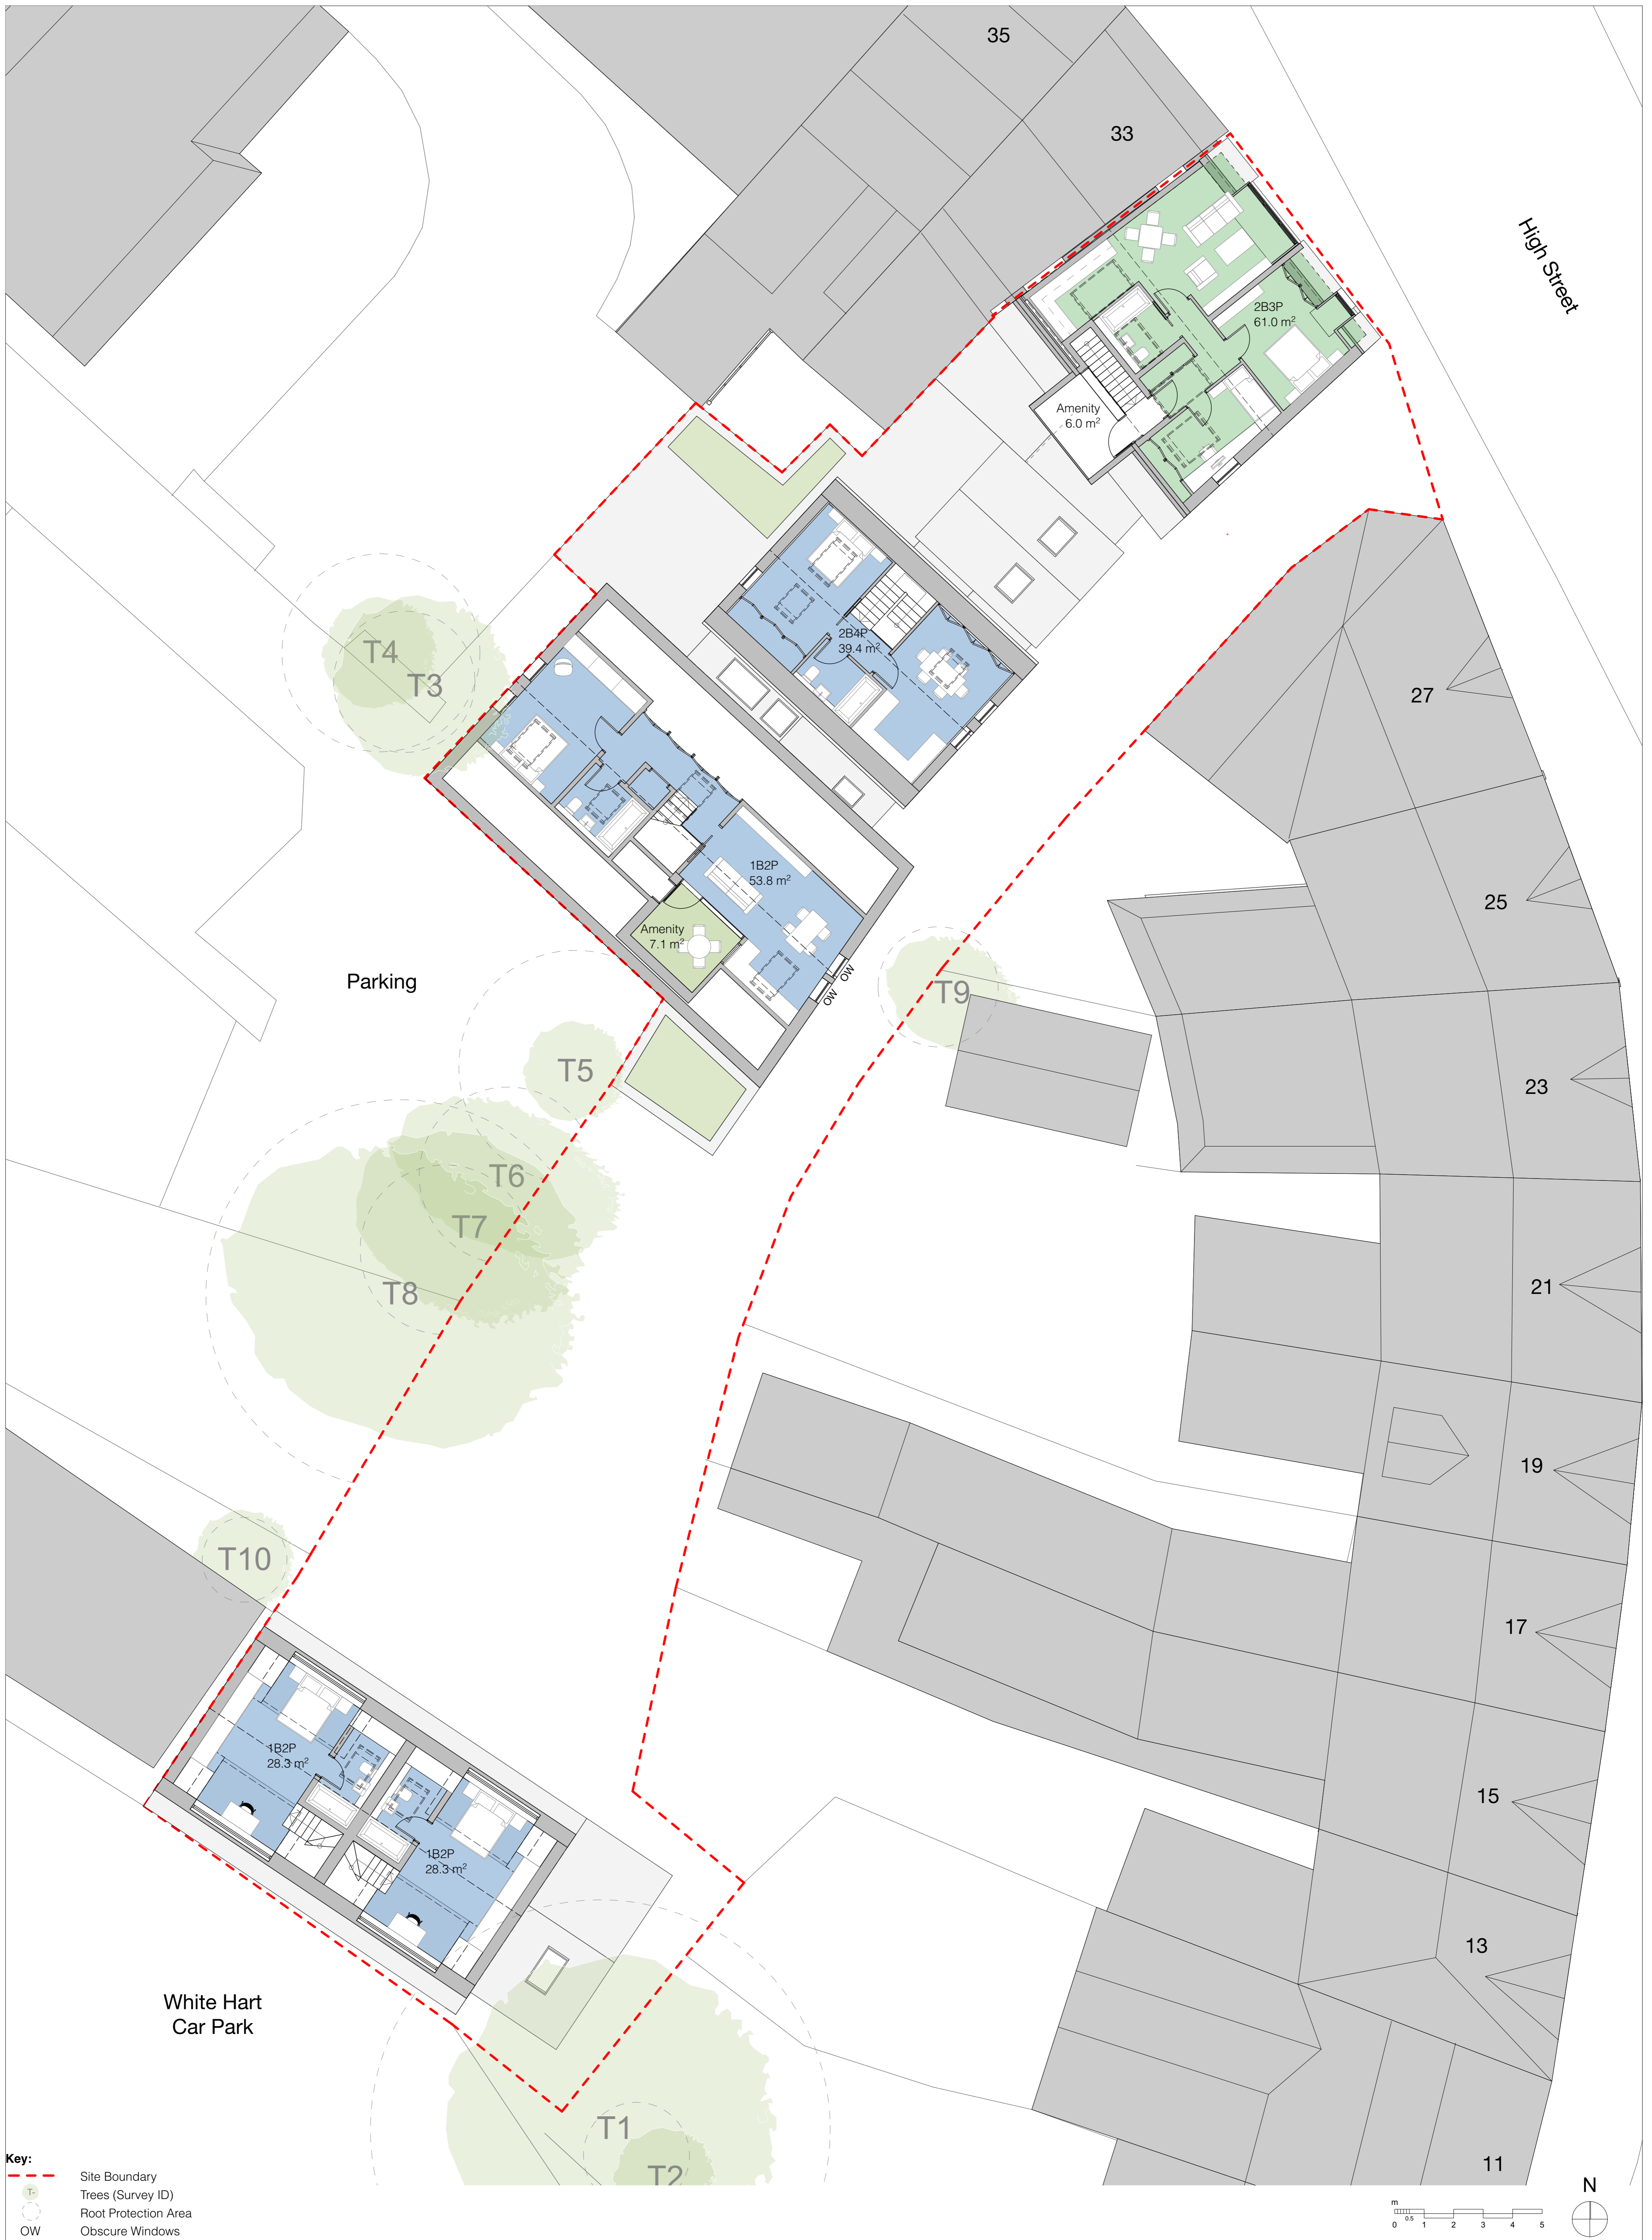 35
33
High Street
2B3P
61.0 m²
Amenity
6.0 m²
2B4P
39.4 m²
T4
T3
27
1B2P
53.8 m²
25
Amenity
7.1 m²
OW
OW
Parking
T9
T5
23
T6
T7
T8
21
19
T10
17
1B2P
28.3 m²
15
1B2P
28.3 m²
13
White Hart
Car Park
T1
T2
11
Key:
Site Boundary
T-
Trees (Survey ID)
Root Protection Area
OW
Obscure Windows
m
0 0.5 1 2 3 4 5
N